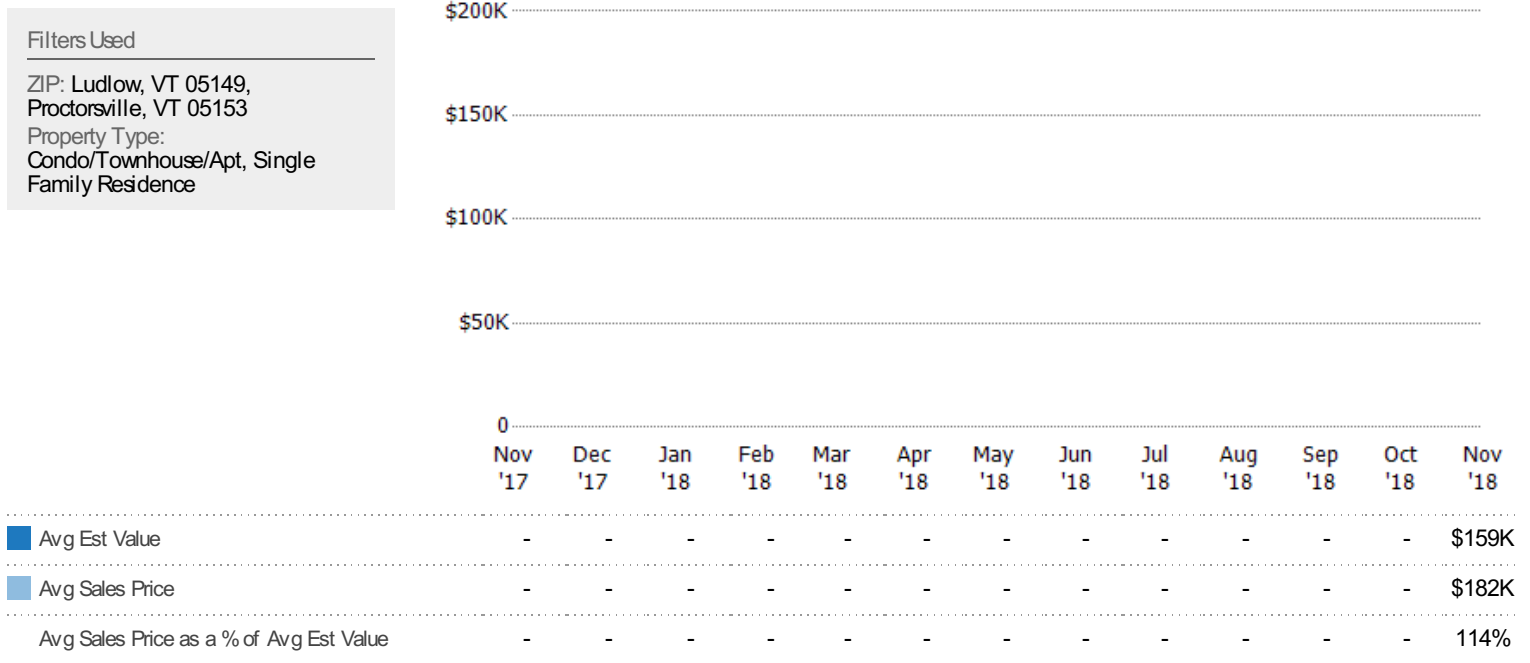 Filters Used
ZIP: Ludlow, VT 05149,
Proctorsville, VT 05153
Property Type:
Condo/Townhouse/Apt, Single
Family Residence
$200K
$150K
$100K
$50K
0
Nov Dec Jan Feb Mar Apr May Jun Jul Aug Sep Oct Nov
'17 '17 '18 '18 '18 '18 '18 '18 '18 '18 '18 '18 '18
Avg Est Value - - - - - - - - - - - - $159K
Avg Sales Price - - - - - - - - - - - - $182K
Avg Sales Price as a % of Avg Est Value - - - - - - - - - - - - 114%